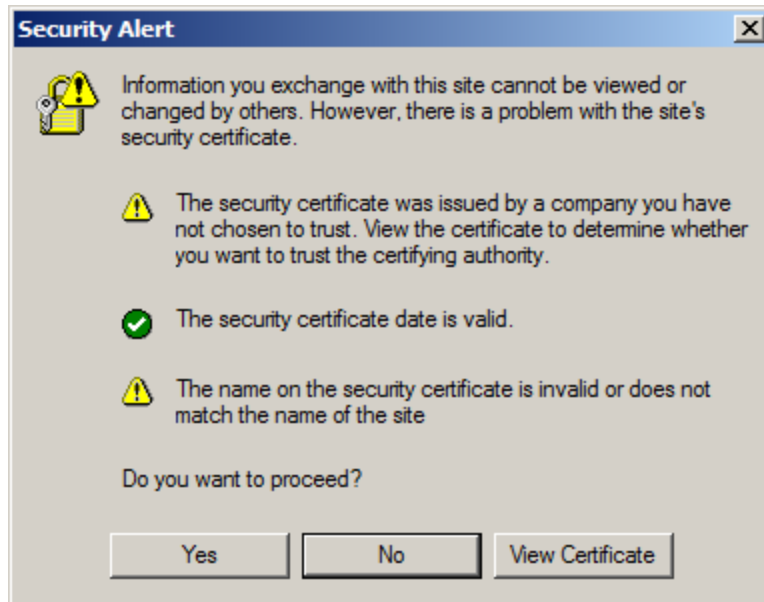 Security Alert
Information you exchange with this site cannot be viewed or
changed by others. However, there is a problem with the site's
security certificate.
The security certificate was issued by a company you have
not chosen to trust. View the certificate to determine whether
you want to trust the certifying authority.
The security certificate date is valid.
The name on the security certificate is invalid or does not
match the name of the site
Do you want to proceed?
Yes No View Certificate